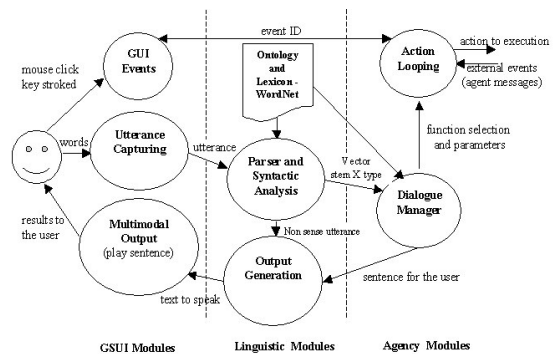 event ID
GUI
Events
Ontology
and
Lexicon -
WordNet
Action
Looping
action to execution
external events
(agent messages)
mouse click
key stroked
words
Utterance
Capturing
utterance
Parser and
Syntactic
Analysis
Vector
stem X type
function selection
and parameters
Dialogue
Manager
results to
the user
Multimodal
Output
(play sentence)
Non sense utterance
Output
Generation
sentence for the user
text to speak
GSUI Modules
Linguistic Modules
Agency Modules